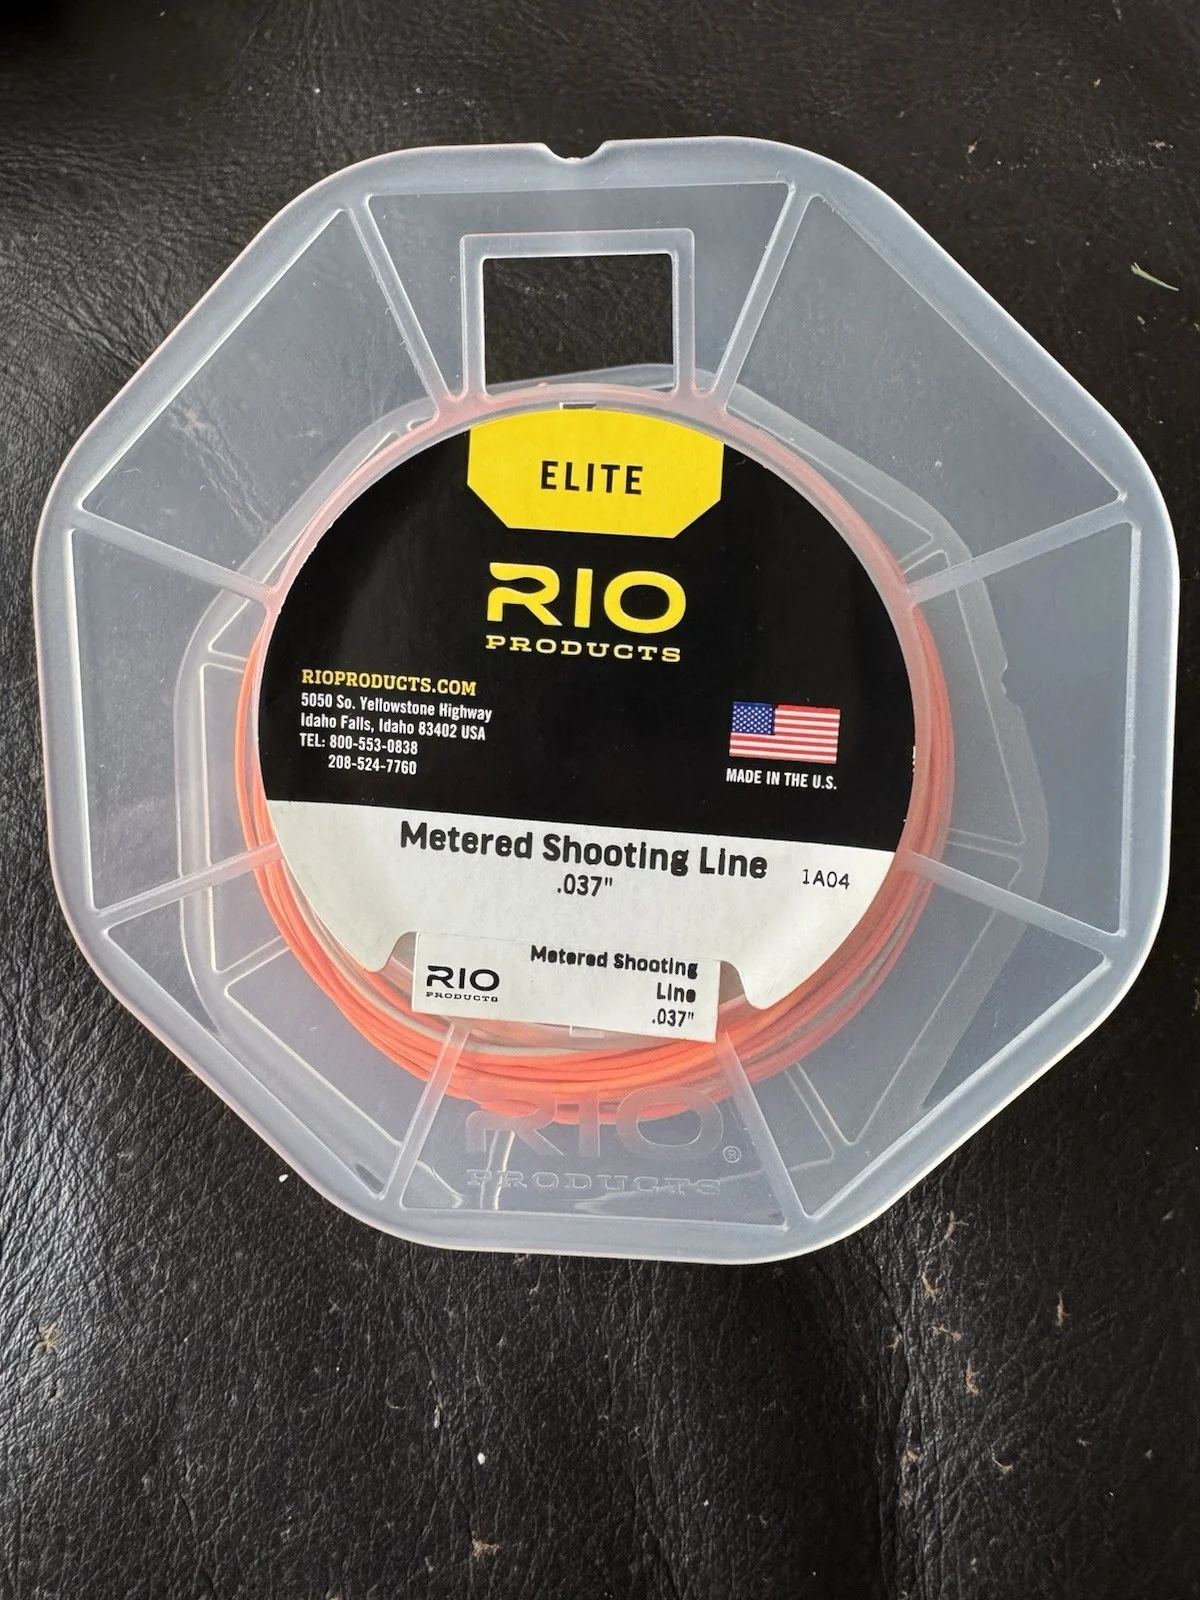 ELITE
RIO
PRODUCTS
RIOPRODUCTS.COM
5050 So. Yellowstone Highway
Idaho Falls, Idaho 83402 USA
TEL: 800-553-0838
208-524-7760
MADE IN THE U.S.
Metered Shooting Line
.037"
1A04
RIO
PRODUCTS
Metered Shooting
Line
.037"
RIO®
PRODUCTS